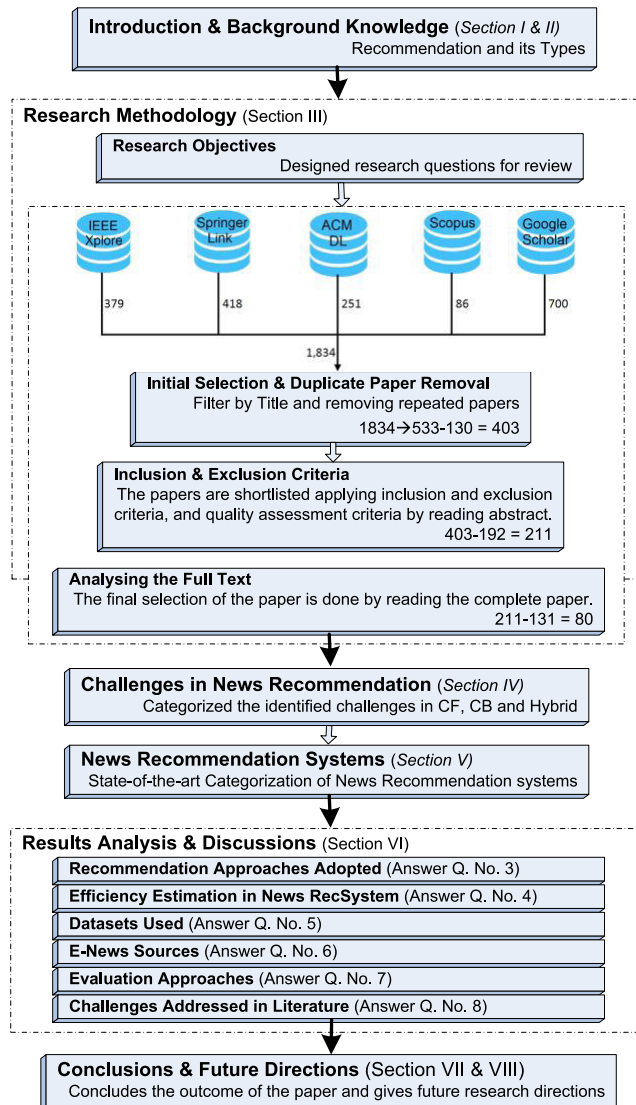 Introduction & Background Knowledge (Section I & II)
Recommendation and its Types
Research Methodology (Section III)
Research Objectives
Designed research questions for review
IEEE Xplore
Springer Link
ACM DL
Scopus
Google Scholar
379
418
251
86
700
1,834
Initial Selection & Duplicate Paper Removal
Filter by Title and removing repeated papers
1834→533-130 = 403
Inclusion & Exclusion Criteria
The papers are shortlisted applying inclusion and exclusion
criteria, and quality assessment criteria by reading abstract.
403-192 = 211
Analysing the Full Text
The final selection of the paper is done by reading the complete paper.
211-131 = 80
Challenges in News Recommendation (Section IV)
Categorized the identified challenges in CF, CB and Hybrid
News Recommendation Systems (Section V)
State-of-the-art Categorization of News Recommendation systems
Results Analysis & Discussions (Section VI)
Recommendation Approaches Adopted (Answer Q. No. 3)
Efficiency Estimation in News RecSystem (Answer Q. No. 4)
Datasets Used (Answer Q. No. 5)
E-News Sources (Answer Q. No. 6)
Evaluation Approaches (Answer Q. No. 7)
Challenges Addressed in Literature (Answer Q. No. 8)
Conclusions & Future Directions (Section VII & VIII)
Concludes the outcome of the paper and gives future research directions